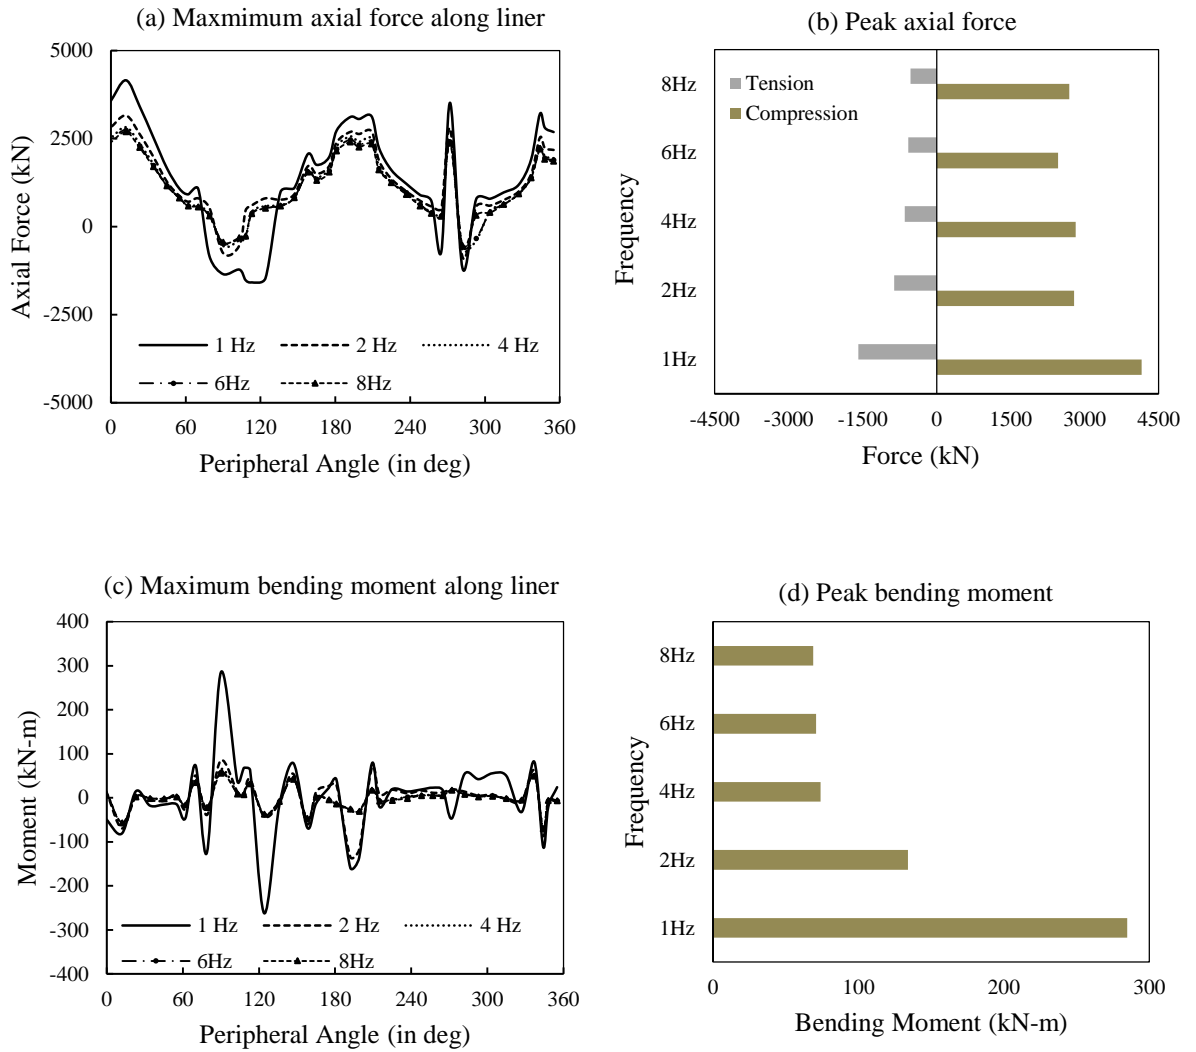 (a) Maxmimum axial force along liner
5000
2500
0
-2500
-5000
Axial Force (kN)
1 Hz
2 Hz
4 Hz
6Hz
8Hz
0 60 120 180 240 300 360
Peripheral Angle (in deg)
(b) Peak axial force
Tension
Compression
8Hz
6Hz
4Hz
2Hz
1Hz
Frequency
-4500 -3000 -1500 0 1500 3000 4500
Force (kN)
(c) Maximum bending moment along liner
400
300
200
100
0
-100
-200
-300
-400
Moment (kN-m)
1 Hz
2 Hz
4 Hz
6Hz
8Hz
0 60 120 180 240 300 360
Peripheral Angle (in deg)
(d) Peak bending moment
8Hz
6Hz
4Hz
2Hz
1Hz
Frequency
0 100 200 300
Bending Moment (kN-m)